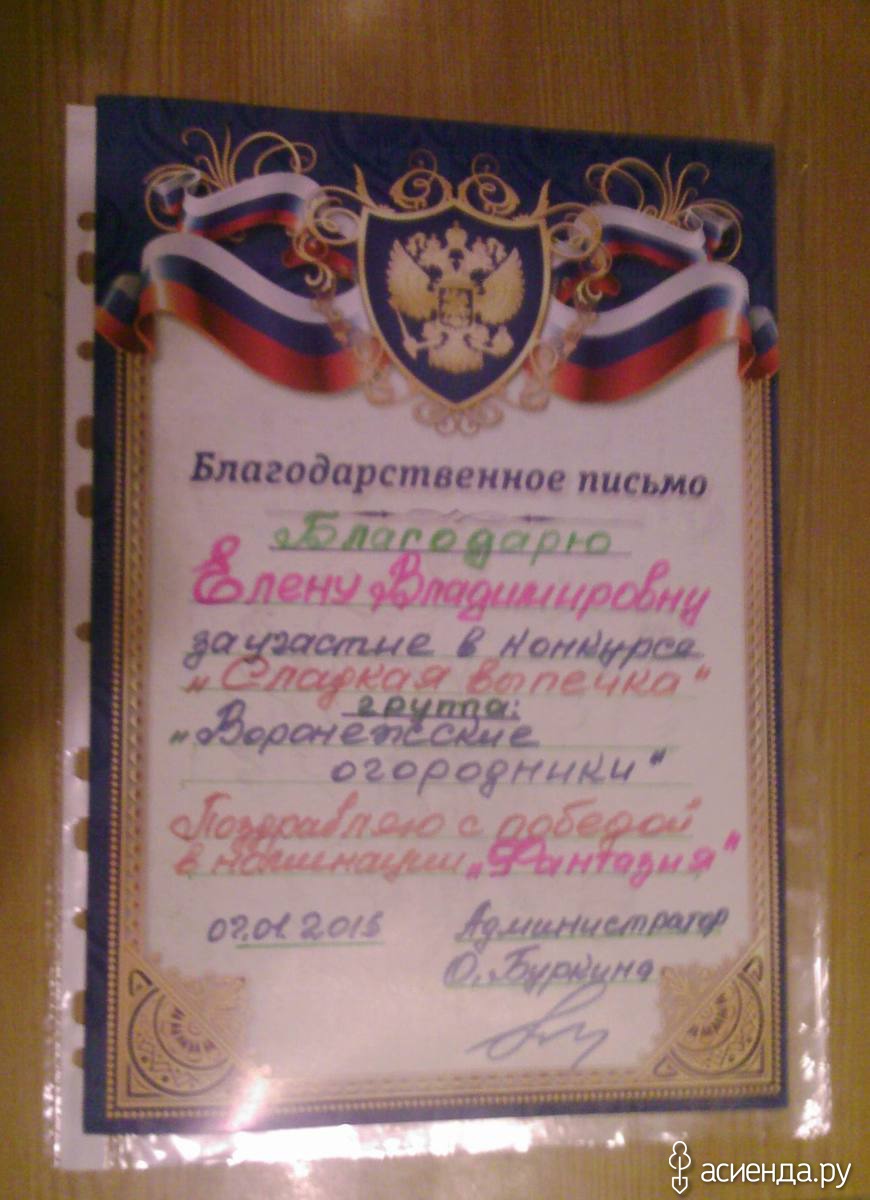 Благодарственное письмо
Благодарю
Елену Владимировну
за участие в конкурсе
„Сладкая выпечка"
группа:
„Воронежские
огородники"
Поздравляю с победой
в номинации „Фантазия"
07.01 2015
Администратор
О. Буркина
асиенда.ру